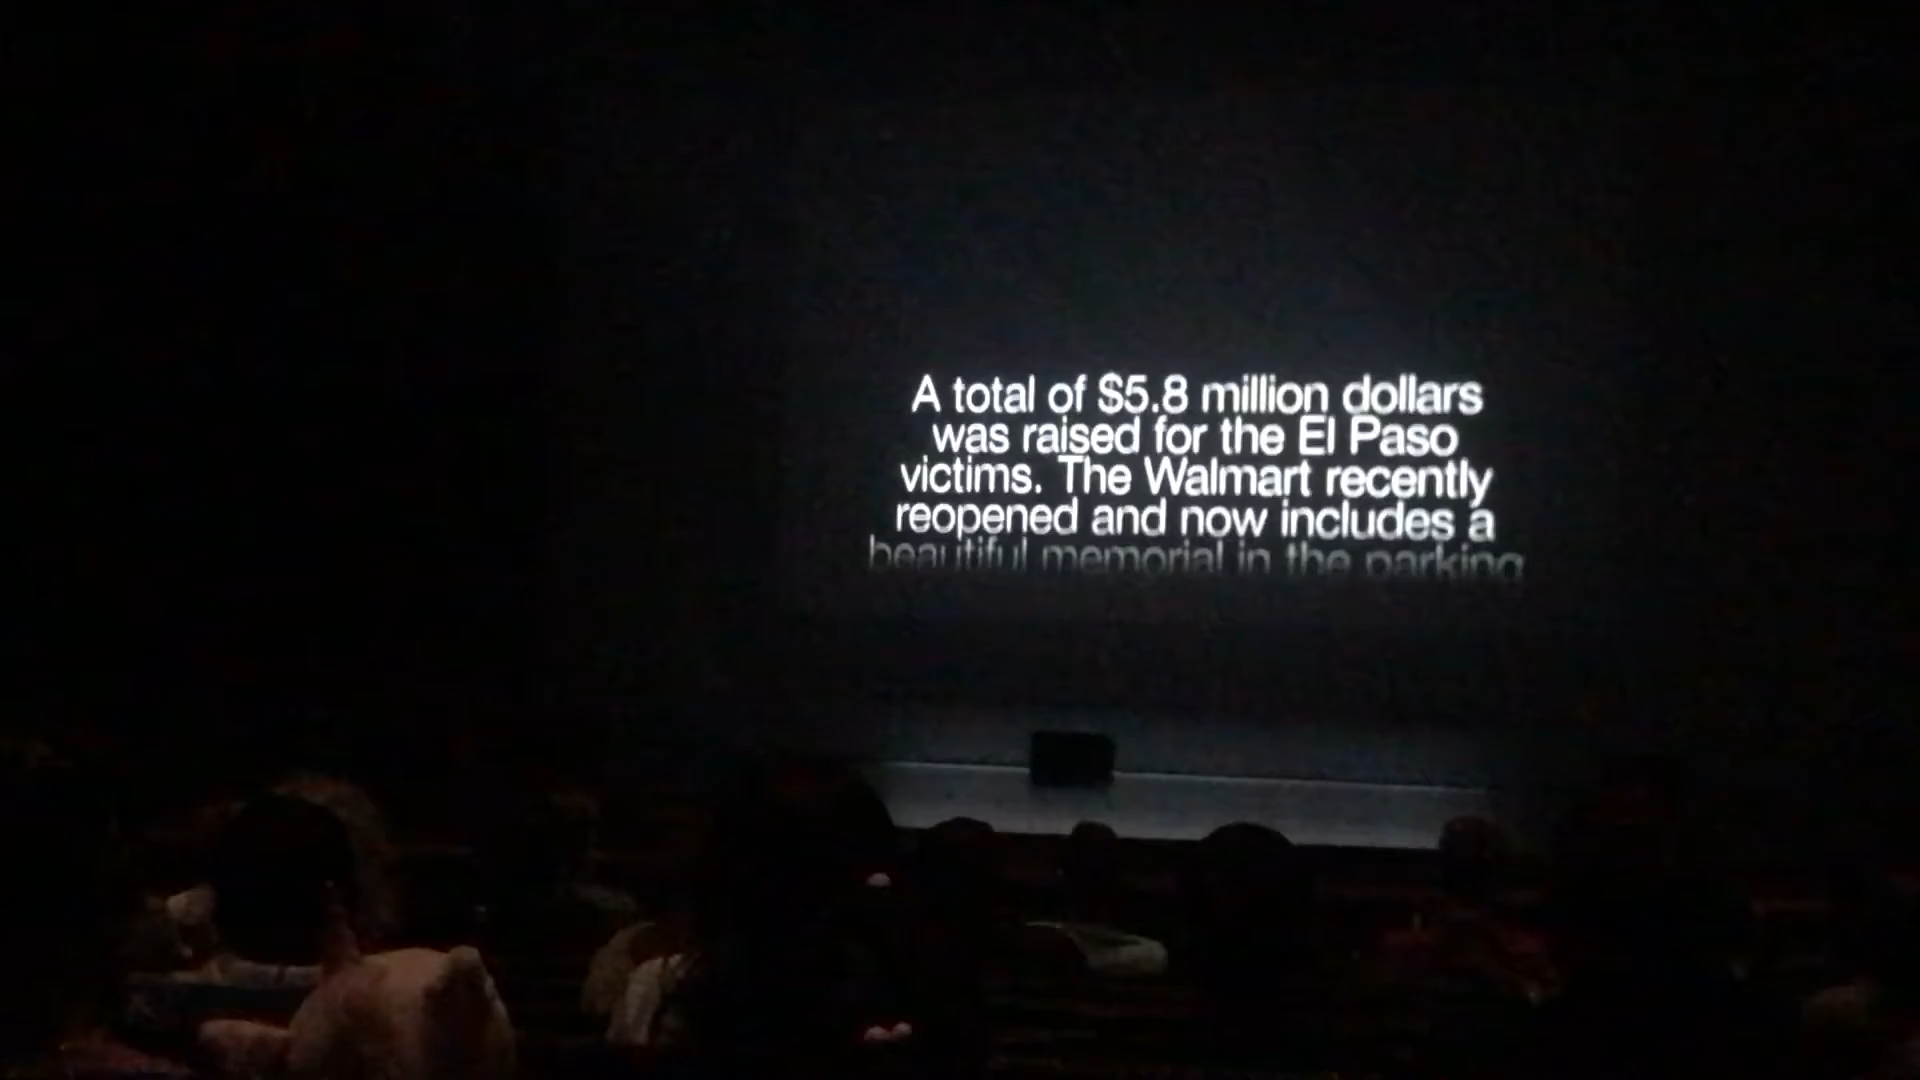 A total of $5.8 million dollars
was raised for the El Paso
victims. The Walmart recently
reopened and now includes a
beautiful memorial in the parking